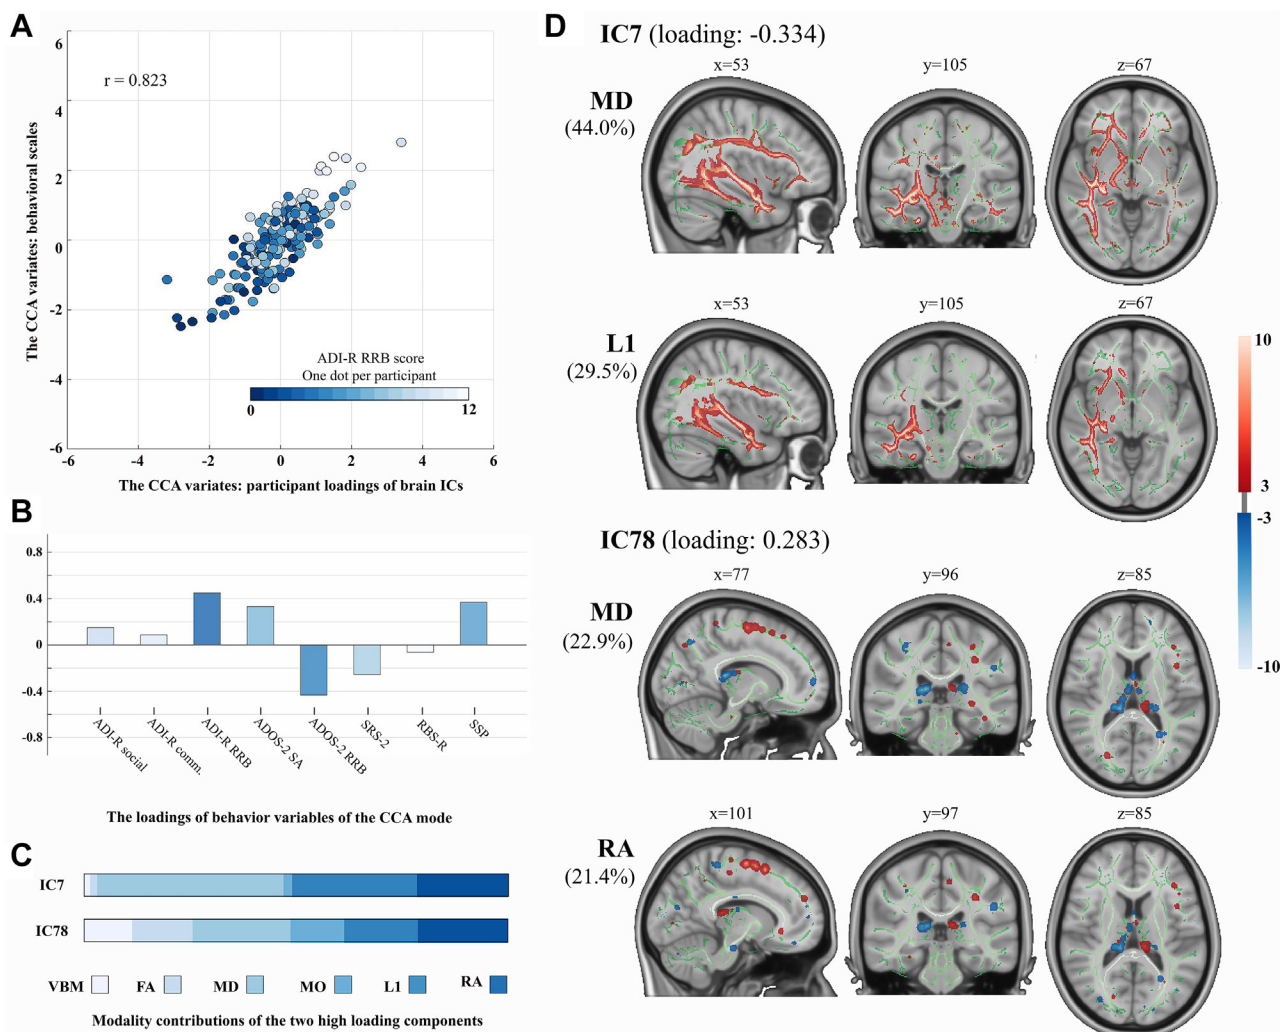 A
6
4
2
0
-2
-4
-6
-6
-4
-2
0
2
4
6
r = 0.823
The CCA variates: behavioral scales
ADI-R RRB score
One dot per participant
0
12
The CCA variates: participant loadings of brain ICs
B
0.8
0.4
0
-0.4
-0.8
ADI-R social
ADI-R comm.
ADI-R RRB
ADOS-2 SA
ADOS-2 RRB
SRS-2
RBS-R
SSP
The loadings of behavior variables of the CCA mode
C
IC7
IC78
VBM
FA
MD
MO
L1
RA
Modality contributions of the two high loading components
D
IC7 (loading: -0.334)
x=53
y=105
z=67
MD
(44.0%)
x=53
y=105
z=67
L1
(29.5%)
IC78 (loading: 0.283)
x=77
y=96
z=85
MD
(22.9%)
x=101
y=97
z=85
RA
(21.4%)
10
3
-3
-10